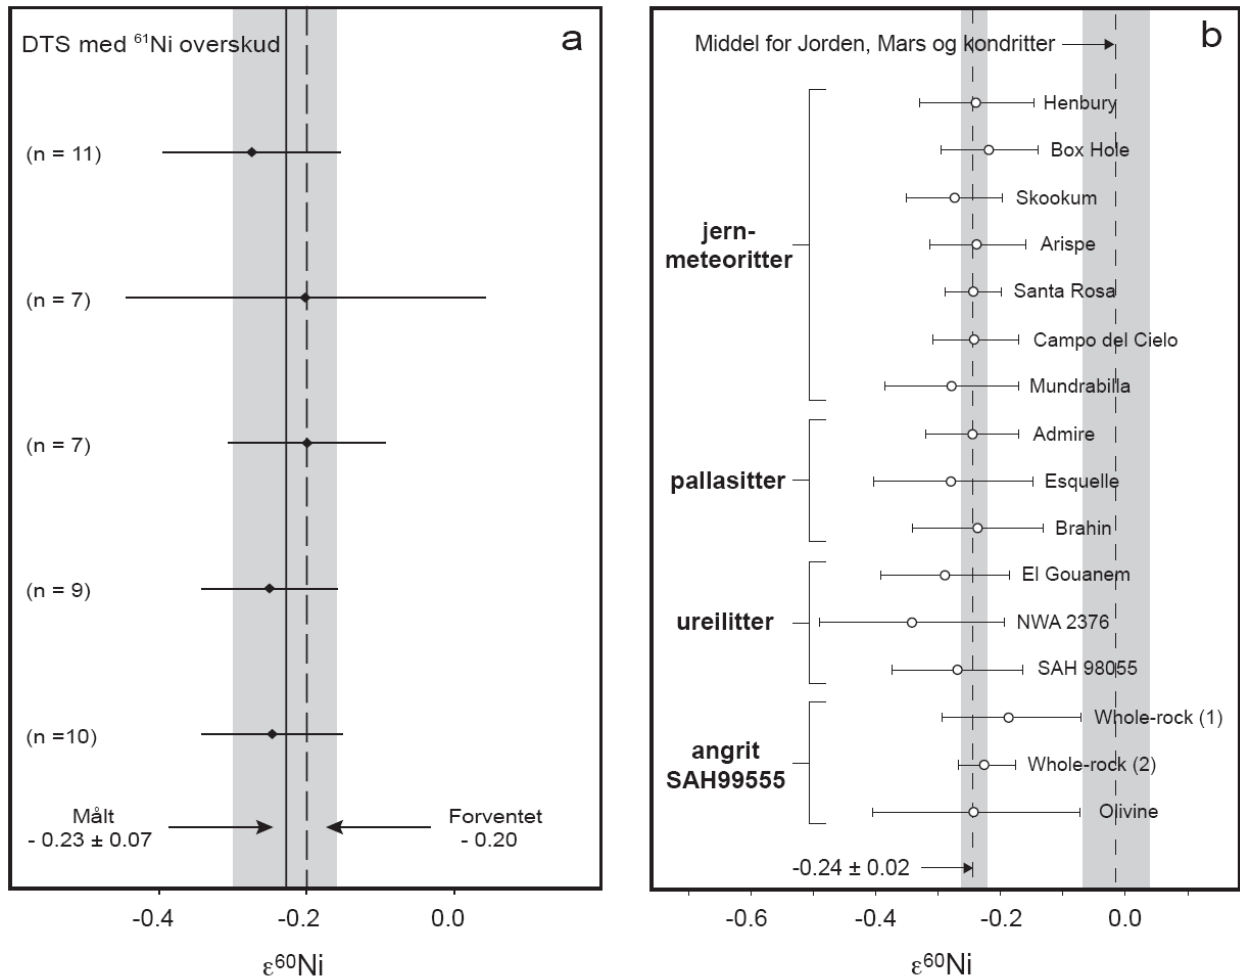 DTS med ⁶¹Ni overskud
a
(n = 11)
(n = 7)
(n = 7)
(n = 9)
(n =10)
Målt
- 0.23 ± 0.07
Forventet
- 0.20
-0.4
-0.2
0.0
ε⁶⁰Ni
b
Middel for Jorden, Mars og kondritter
jern-
meteoritter
Henbury
Box Hole
Skookum
Arispe
Santa Rosa
Campo del Cielo
Mundrabilla
pallasitter
Admire
Esquelle
Brahin
ureilitter
El Gouanem
NWA 2376
SAH 98055
angrit
SAH99555
Whole-rock (1)
Whole-rock (2)
Olivine
-0.24 ± 0.02
-0.6
-0.4
-0.2
0.0
ε⁶⁰Ni